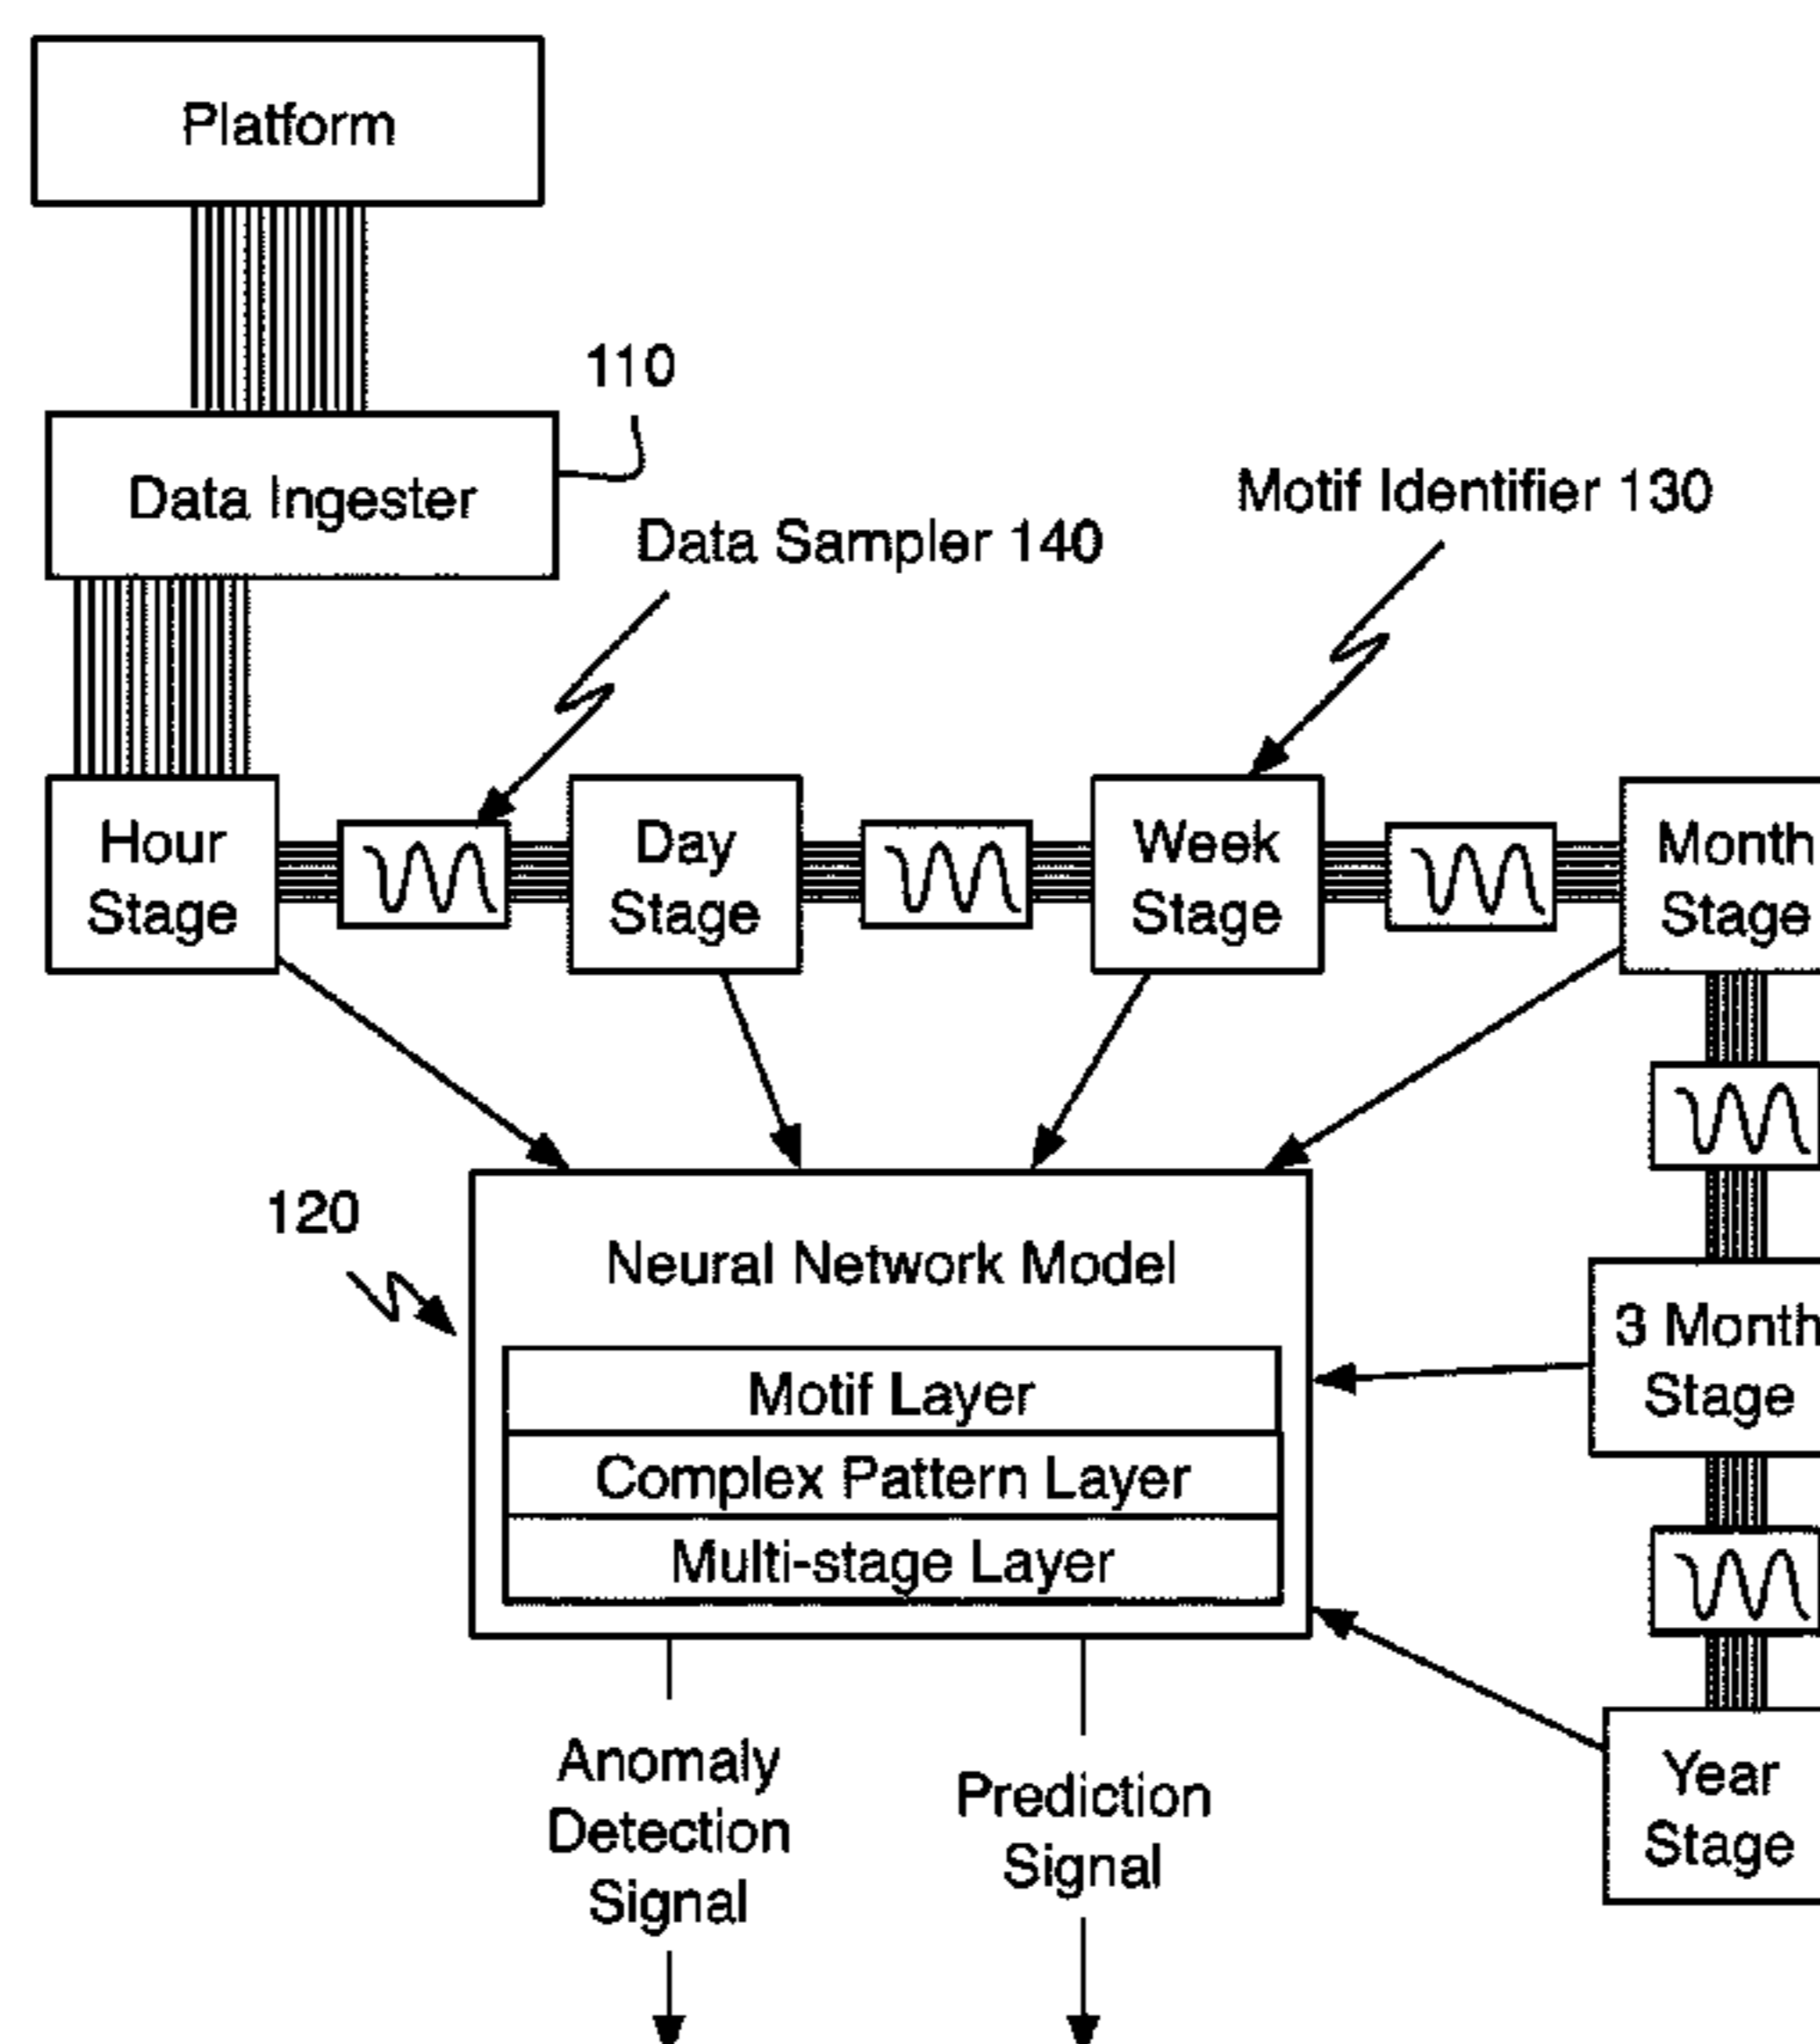 Platform
110
Data Ingester
Motif Identifier 130
Data Sampler 140
Hour
Stage
Day
Stage
Week
Stage
Month
Stage
120
Neural Network Model
3 Month
Stage
Motif Layer
Complex Pattern Layer
Multi-stage Layer
Anomaly
Detection
Signal
Prediction
Signal
Year
Stage